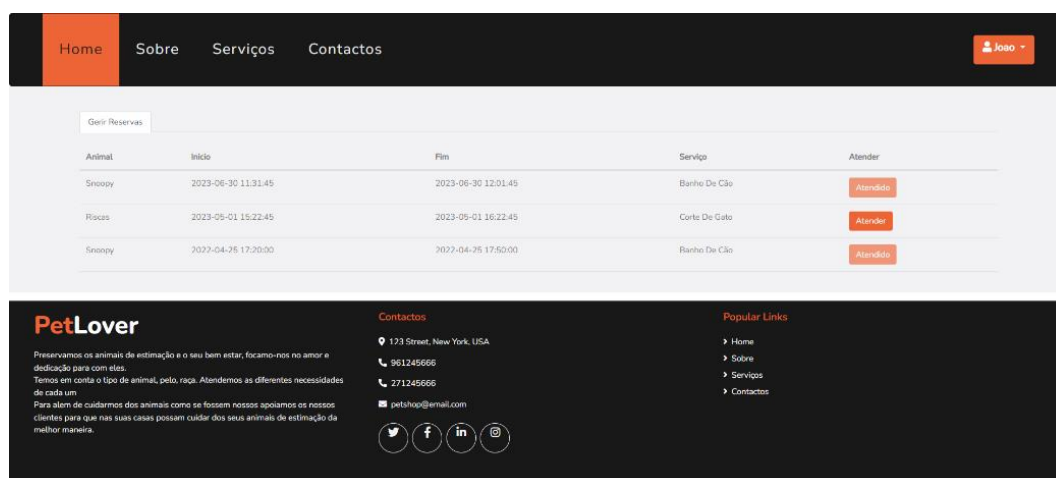 Home Sobre Serviços Contactos Joao
Gerir Reservas
Animal Inicio Fim Serviço Atender
Snoopy 2023-06-30 11:31:45 2023-06-30 12:01:45 Banho De Cão Atendido
Riscas 2023-05-01 15:22:45 2023-05-01 16:22:45 Corte De Gato Atender
Snoopy 2022-04-25 17:20:00 2022-04-25 17:50:00 Banho De Cão Atendido
PetLover
Preservamos os animais de estimação e o seu bem estar, focamo-nos no amor e
dedicação para com eles.
Temos em conta o tipo de animal, pelo, raça. Atendemos as diferentes necessidades
de cada um
Para alem de cuidarmos dos animais como se fossem nossos apoiamos os nossos
clientes para que nas suas casas possam cuidar dos seus animais de estimação da
melhor maneira.
Contactos
123 Street, New York, USA
961245666
271245666
petshop@email.com
Popular Links
Home
Sobre
Serviços
Contactos